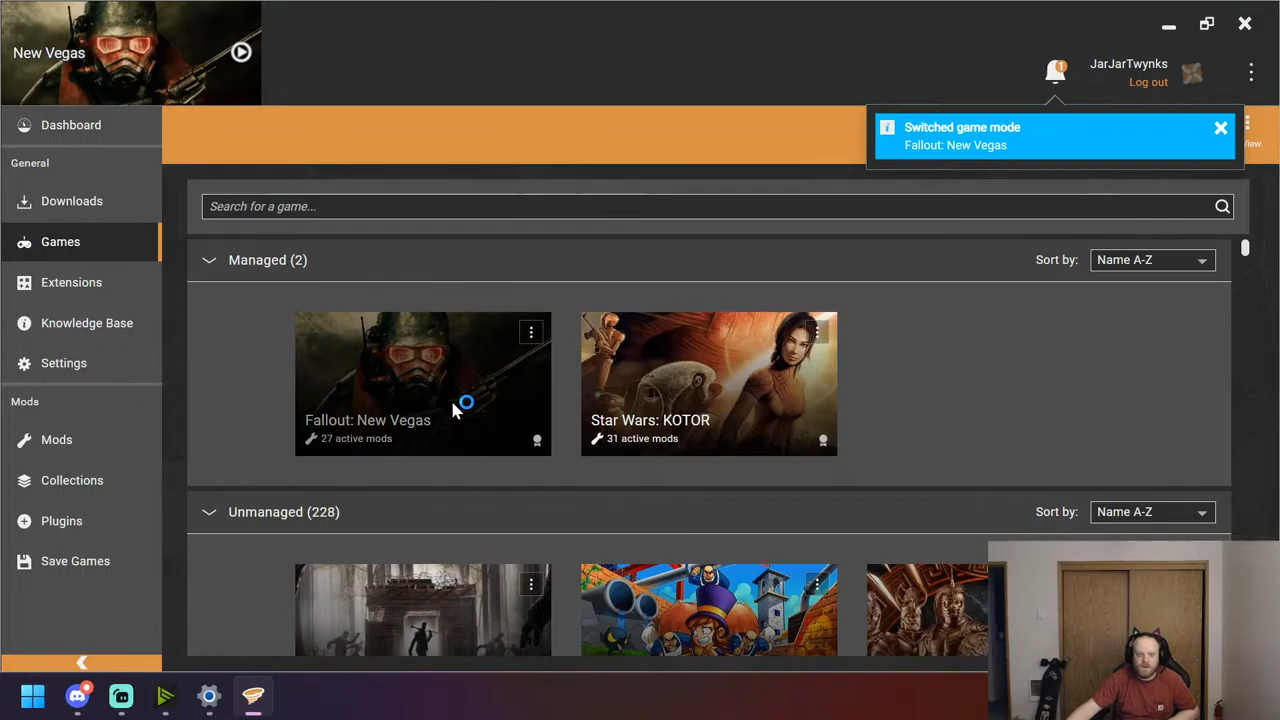 New Vegas
JarJarTwynks
Log out
1
Switched game mode
Fallout: New Vegas
View
Dashboard
General
Downloads
Games
Extensions
Knowledge Base
Settings
Mods
Mods
Collections
Plugins
Save Games
Search for a game...
Managed (2)
Sort by:
Name A-Z
Fallout: New Vegas
27 active mods
Star Wars: KOTOR
31 active mods
Unmanaged (228)
Sort by:
Name A-Z